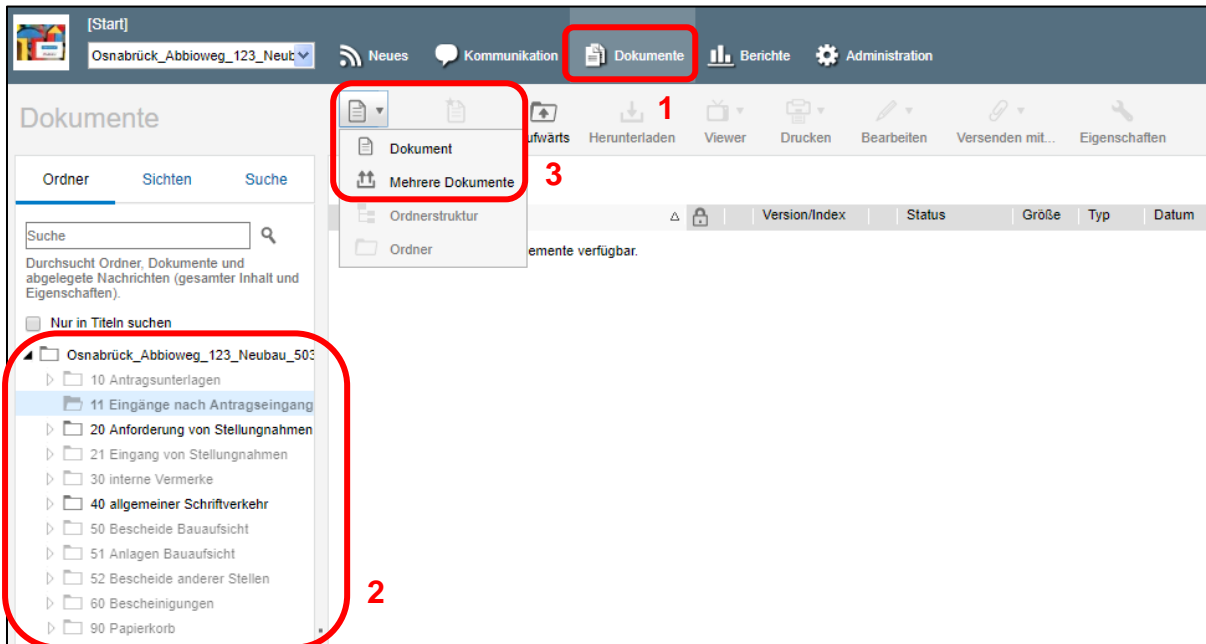 [Start]
Osnabrück_Abbioweg_123_Neub
Neues
Kommunikation
Dokumente
Berichte
Administration
Dokumente
1
ufwärts
Herunterladen
Viewer
Drucken
Bearbeiten
Versenden mit...
Eigenschaften
Dokument
Mehrere Dokumente
3
Ordnerstruktur
Ordner
Ordner
Sichten
Suche
Version/Index
Status
Größe
Typ
Datum
emente verfügbar.
Suche
Durchsucht Ordner, Dokumente und
abgelegte Nachrichten (gesamter Inhalt und
Eigenschaften).
Nur in Titeln suchen
Osnabrück_Abbioweg_123_Neubau_503
10 Antragsunterlagen
11 Eingänge nach Antragseingang
20 Anforderung von Stellungnahmen
21 Eingang von Stellungnahmen
30 interne Vermerke
40 allgemeiner Schriftverkehr
50 Bescheide Bauaufsicht
51 Anlagen Bauaufsicht
52 Bescheide anderer Stellen
60 Bescheinigungen
90 Papierkorb
2